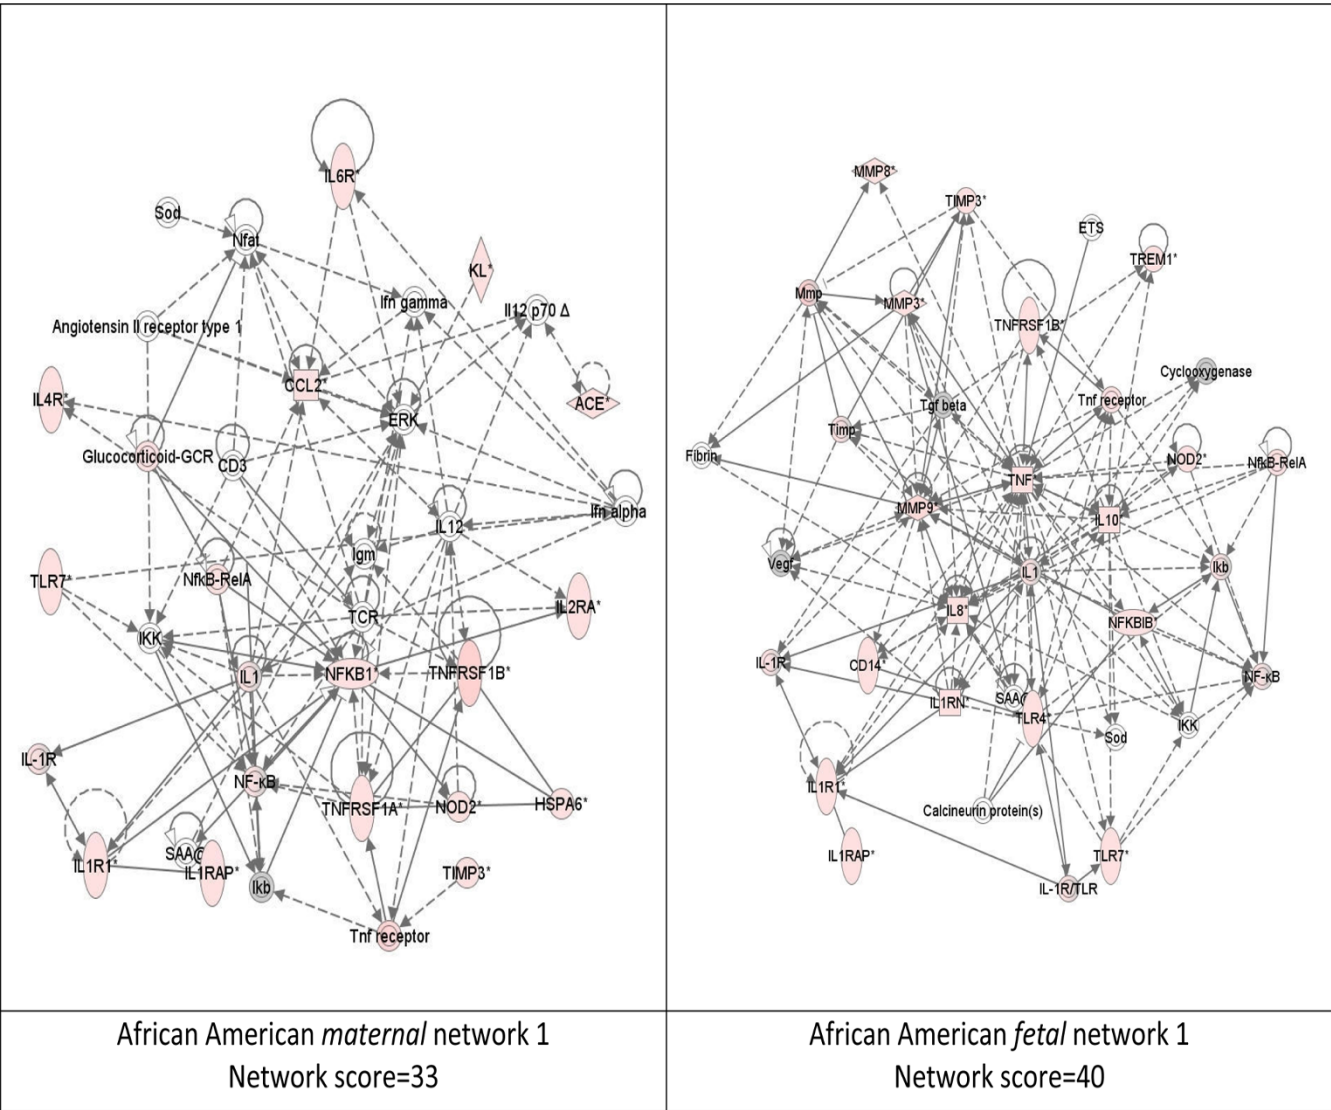 IL6R*
Sod
Nfat
KL*
Ifn gamma
Il12 p70 Δ
Angiotensin II receptor type 1
CCL2*
IL4R*
ACE*
ERK
Glucocorticoid-GCR
CD3
Ifn alpha
IL12
Igm
TLR7*
NfkB-RelA
IL2RA*
TCR
IKK
IL1
NFKB1*
TNFRSF1B*
IL-1R
NF-κB
TNFRSF1A*
NOD2*
HSPA6*
SAA@
IL1R1*
IL1RAP*
Ikb
TIMP3*
Tnf receptor
African American maternal network 1
Network score=33
MMP8*
TIMP3*
ETS
TREM1*
Mmp
MMP3*
TNFRSF1B*
Cyclooxygenase
Tgf beta
Tnf receptor
Timp
Fibrin
NOD2*
NfkB-RelA
TNF
MMP9*
IL10
Vegf
IL1
Ikb
IL8*
NFKBIB*
IL-1R
CD14*
NF-κB
IL1RN*
SAA@
TLR4
IKK
Sod
IL1R1*
Calcineurin protein(s)
IL1RAP*
TLR7*
IL-1R/TLR
African American fetal network 1
Network score=40